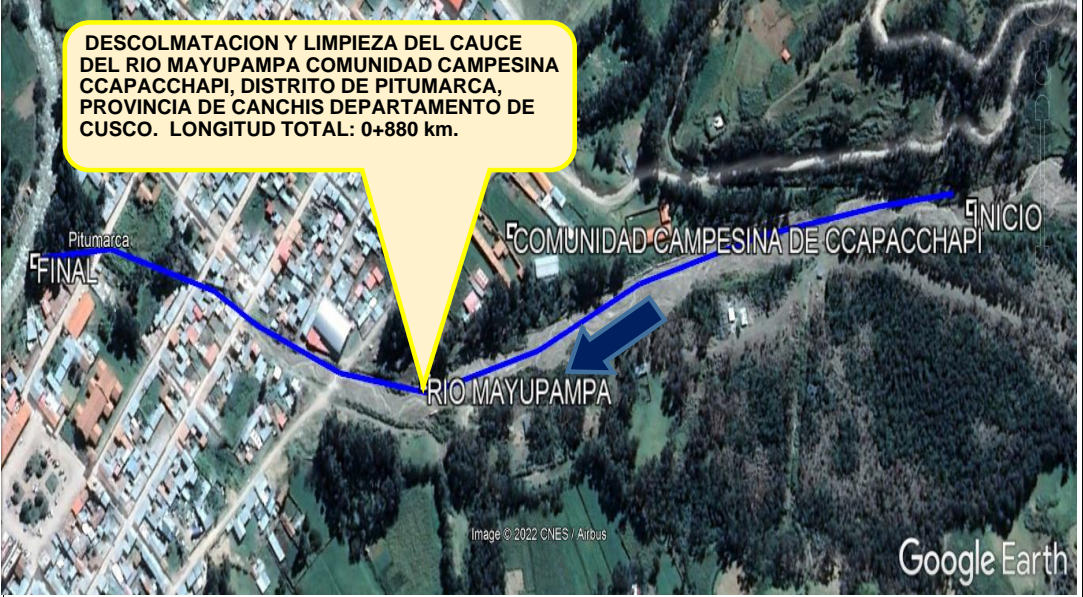 DESCOLMATACION Y LIMPIEZA DEL CAUCE
DEL RIO MAYUPAMPA COMUNIDAD CAMPESINA
CCAPACCHAPI, DISTRITO DE PITUMARCA,
PROVINCIA DE CANCHIS DEPARTAMENTO DE
CUSCO. LONGITUD TOTAL: 0+880 km.
INICIO
COMUNIDAD CAMPESINA DE CCAPACCHAPI
Pitumarca
FINAL
RIO MAYUPAMPA
Image © 2022 CNES / Airbus
Google Earth